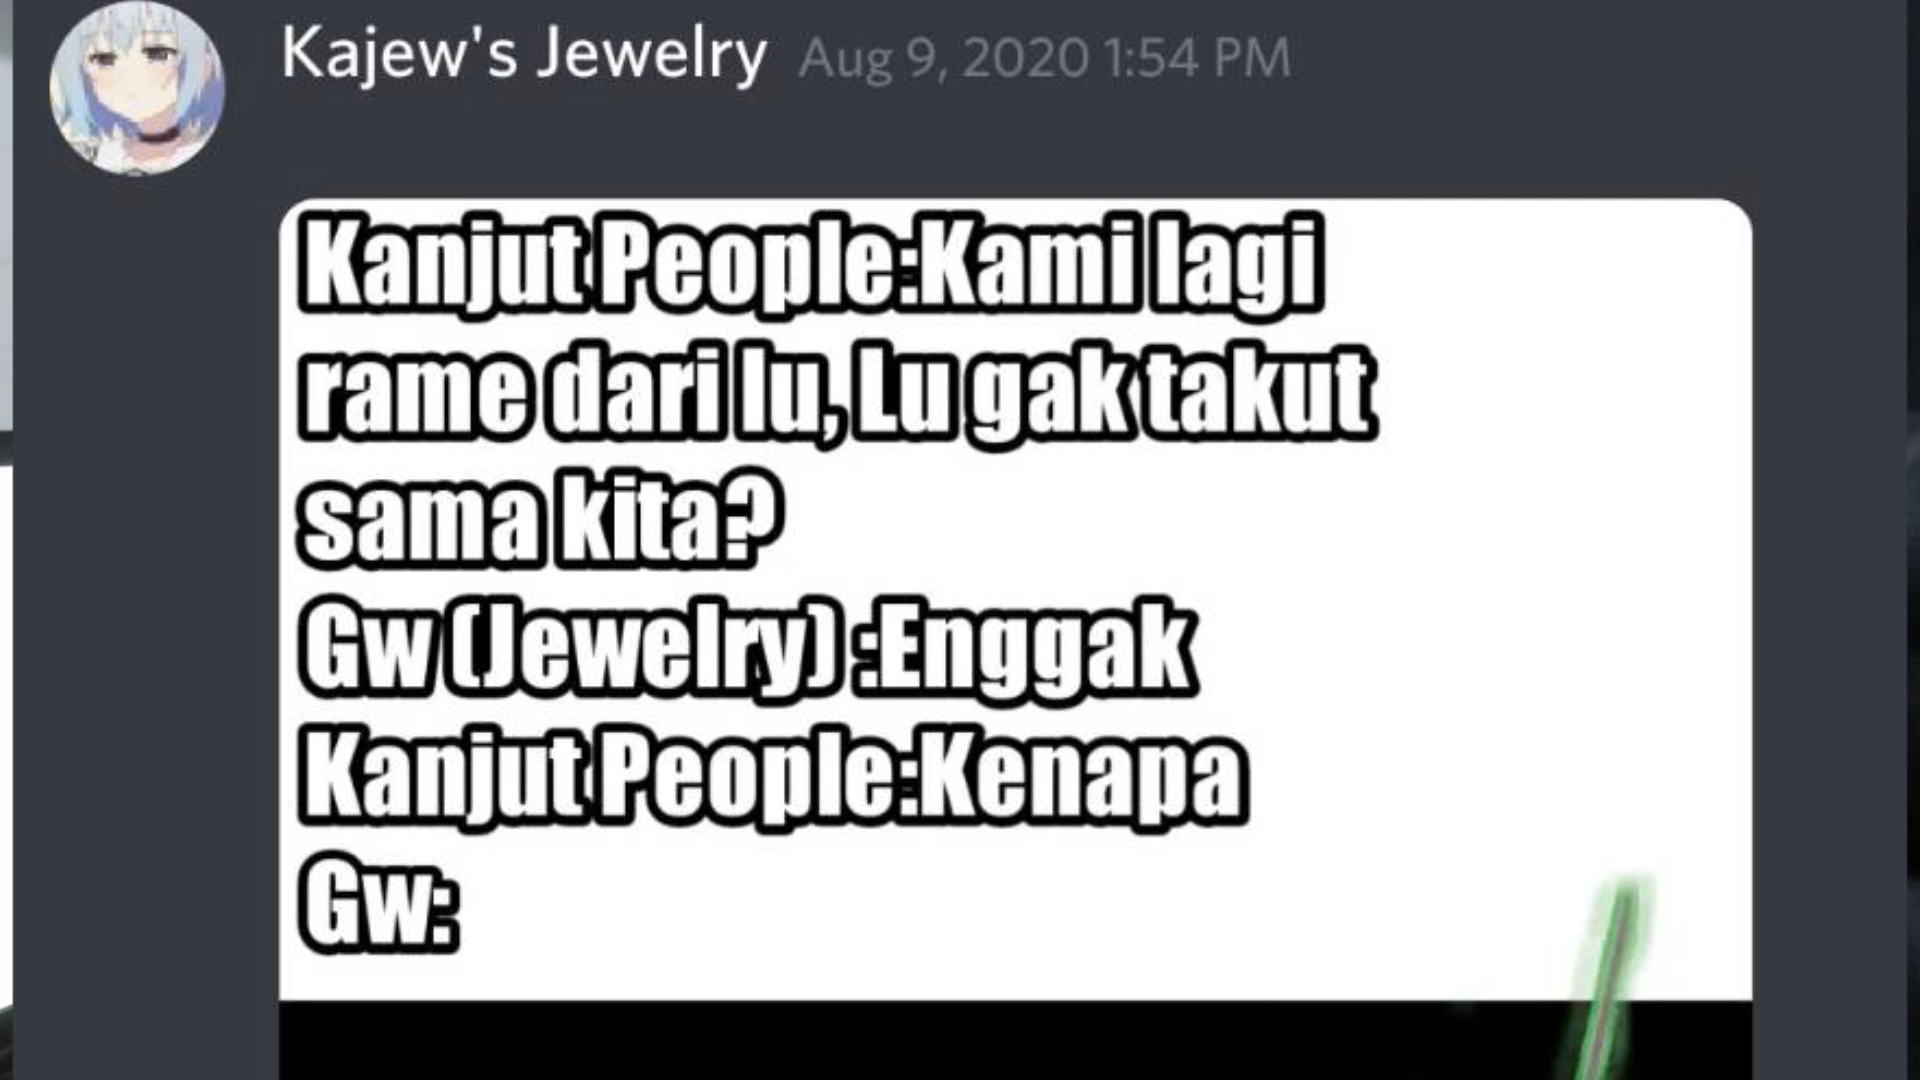 Kajew's Jewelry Aug 9, 2020 1:54 PM
Kanjut People:Kami lagi
rame dari lu, Lu gak takut
sama kita?
Gw (Jewelry) :Enggak
Kanjut People:Kenapa
Gw: